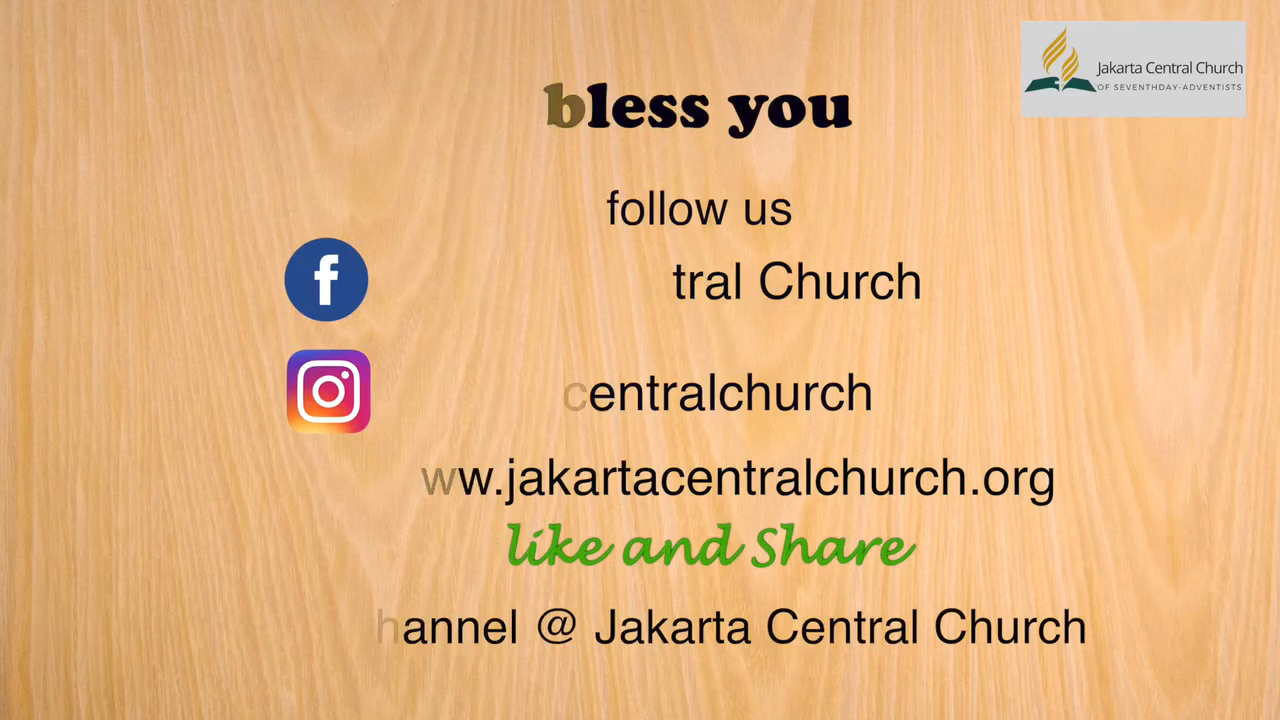 Jakarta Central Church
OF SEVENTHDAY-ADVENTISTS
bless you
follow us
f
tral Church
centralchurch
ww.jakartacentralchurch.org
like and Share
hannel @ Jakarta Central Church